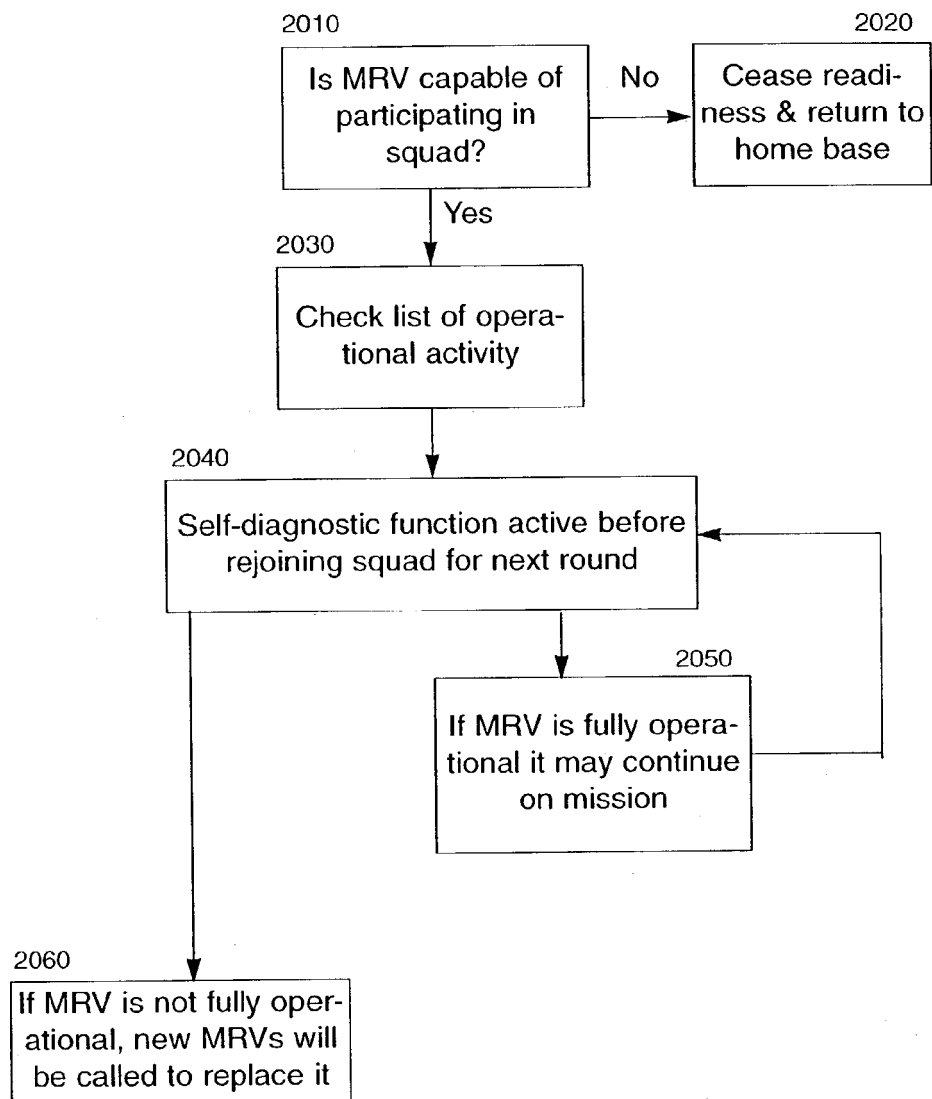 2010
Is MRV capable of
participating in
squad?
No
2020
Cease readi-
ness & return to
home base
Yes
2030
Check list of opera-
tional activity
2040
Self-diagnostic function active before
rejoining squad for next round
2050
If MRV is fully opera-
tional it may continue
on mission
2060
If MRV is not fully oper-
ational, new MRVs will
be called to replace it